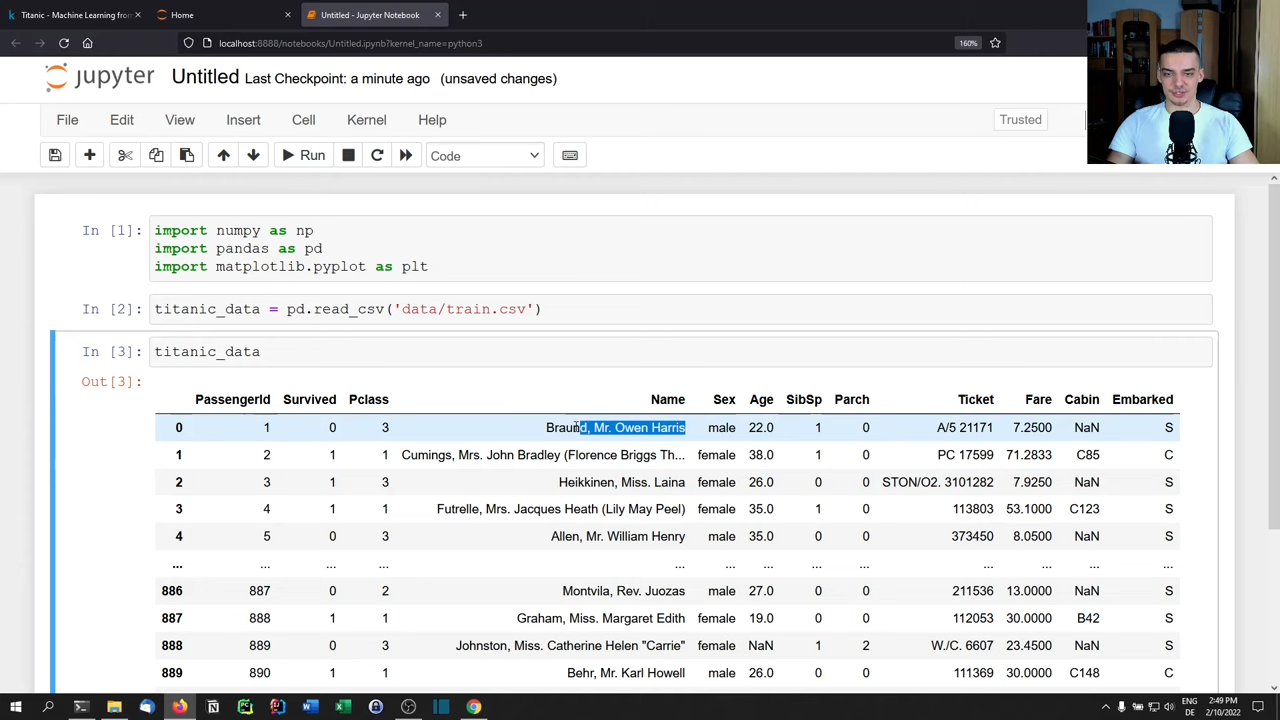 Titanic - Machine Learning from
Home
Untitled - Jupyter Notebook
localhost:8888/notebooks/Untitled.ipynb?kernel_name=python3
160%
jupyter Untitled Last Checkpoint: a minute ago (unsaved changes)
File Edit View Insert Cell Kernel Help
Trusted
Run
Code
In [1]: import numpy as np
import pandas as pd
import matplotlib.pyplot as plt
In [2]: titanic_data = pd.read_csv('data/train.csv')
In [3]: titanic_data
Out[3]:
PassengerId Survived Pclass Name Sex Age SibSp Parch Ticket Fare Cabin Embarked
0 1 0 3 Braund, Mr. Owen Harris male 22.0 1 0 A/5 21171 7.2500 NaN S
1 2 1 1 Cumings, Mrs. John Bradley (Florence Briggs Th... female 38.0 1 0 PC 17599 71.2833 C85 C
2 3 1 3 Heikkinen, Miss. Laina female 26.0 0 0 STON/O2. 3101282 7.9250 NaN S
3 4 1 1 Futrelle, Mrs. Jacques Heath (Lily May Peel) female 35.0 1 0 113803 53.1000 C123 S
4 5 0 3 Allen, Mr. William Henry male 35.0 0 0 373450 8.0500 NaN S
... ... ... ... ... ... ... ... ... ... ... ... ...
886 887 0 2 Montvila, Rev. Juozas male 27.0 0 0 211536 13.0000 NaN S
887 888 1 1 Graham, Miss. Margaret Edith female 19.0 0 0 112053 30.0000 B42 S
888 889 0 3 Johnston, Miss. Catherine Helen "Carrie" female NaN 1 2 W./C. 6607 23.4500 NaN S
889 890 1 1 Behr, Mr. Karl Howell male 26.0 0 0 111369 30.0000 C148 C
ENG
DE
2:49 PM
2/10/2022